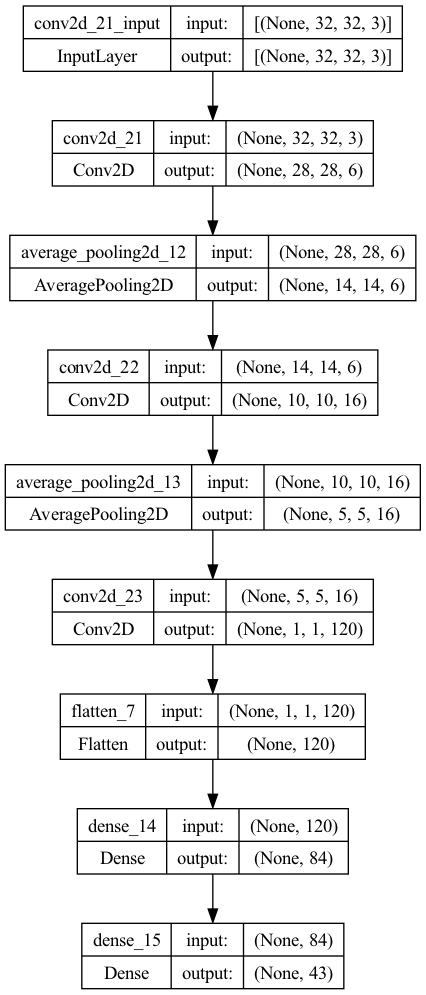 conv2d_21_input input: [(None, 32, 32, 3)]
InputLayer output: [(None, 32, 32, 3)]
conv2d_21 input: (None, 32, 32, 3)
Conv2D output: (None, 28, 28, 6)
average_pooling2d_12 input: (None, 28, 28, 6)
AveragePooling2D output: (None, 14, 14, 6)
conv2d_22 input: (None, 14, 14, 6)
Conv2D output: (None, 10, 10, 16)
average_pooling2d_13 input: (None, 10, 10, 16)
AveragePooling2D output: (None, 5, 5, 16)
conv2d_23 input: (None, 5, 5, 16)
Conv2D output: (None, 1, 1, 120)
flatten_7 input: (None, 1, 1, 120)
Flatten output: (None, 120)
dense_14 input: (None, 120)
Dense output: (None, 84)
dense_15 input: (None, 84)
Dense output: (None, 43)